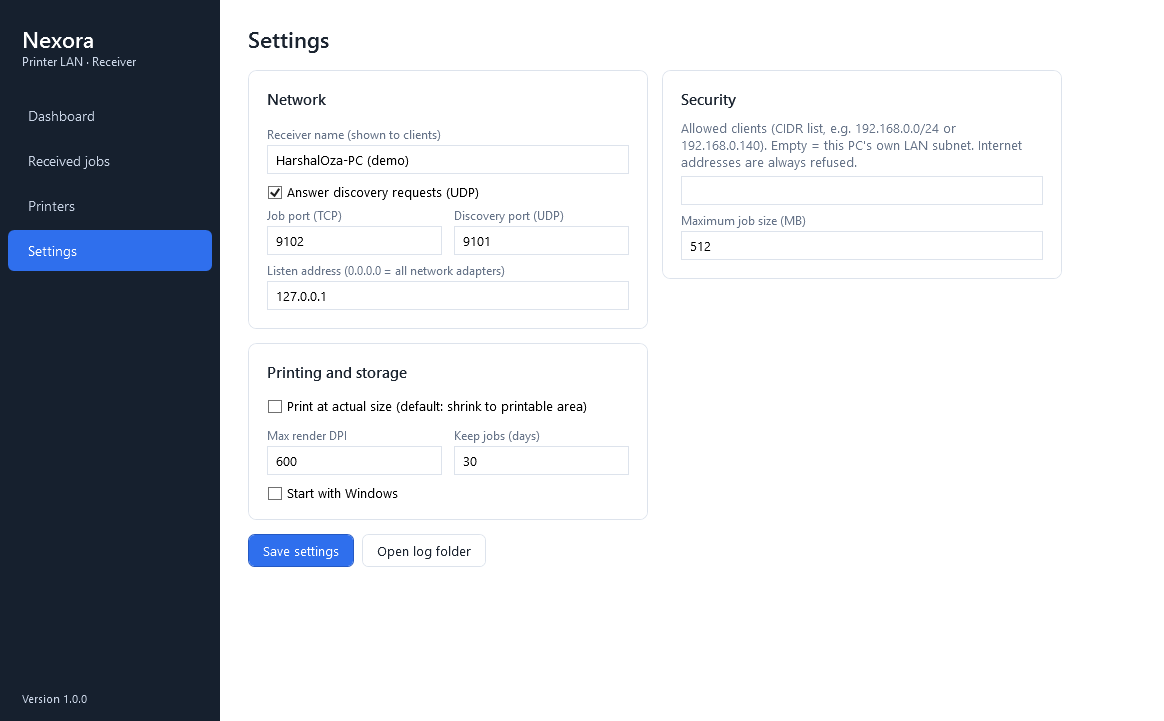 Nexora
Printer LAN · Receiver
Dashboard
Received jobs
Printers
Settings
Version 1.0.0
Settings
Network
Receiver name (shown to clients)
HarshalOza-PC (demo)
Answer discovery requests (UDP)
Job port (TCP) Discovery port (UDP)
9102 9101
Listen address (0.0.0.0 = all network adapters)
127.0.0.1
Security
Allowed clients (CIDR list, e.g. 192.168.0.0/24 or
192.168.0.140). Empty = this PC's own LAN subnet. Internet
addresses are always refused.
Maximum job size (MB)
512
Printing and storage
Print at actual size (default: shrink to printable area)
Max render DPI Keep jobs (days)
600 30
Start with Windows
Save settings Open log folder